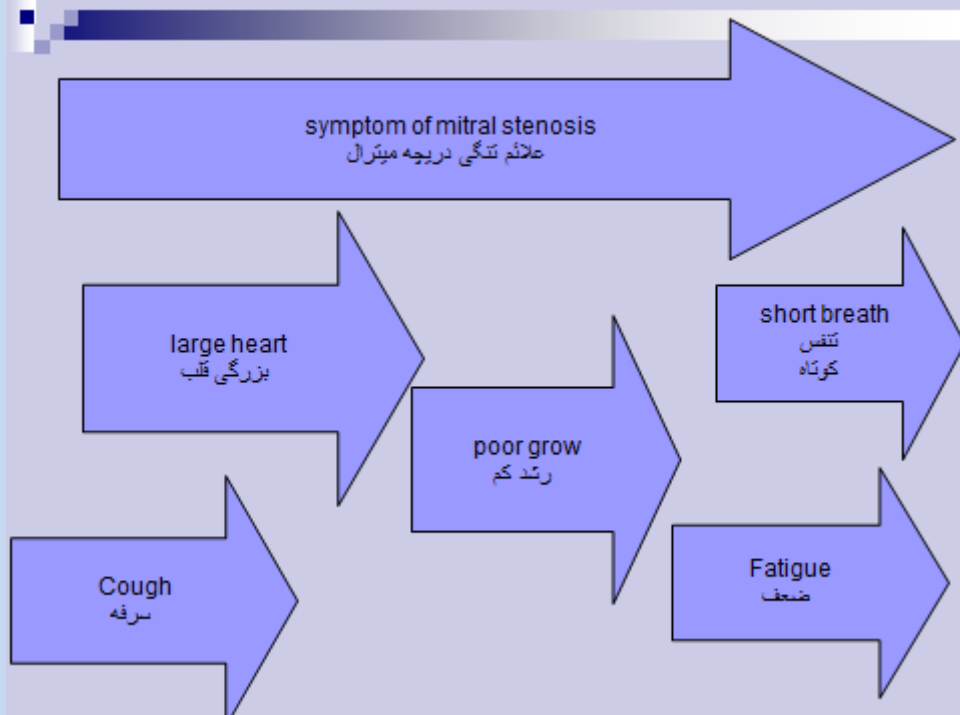 symptom of mitral stenosis
علائم تنگی دریچه میترال
large heart
بزرگی قلب
short breath
تنفس
کوتاه
poor grow
رشد کم
Cough
سرفه
Fatigue
ضعف